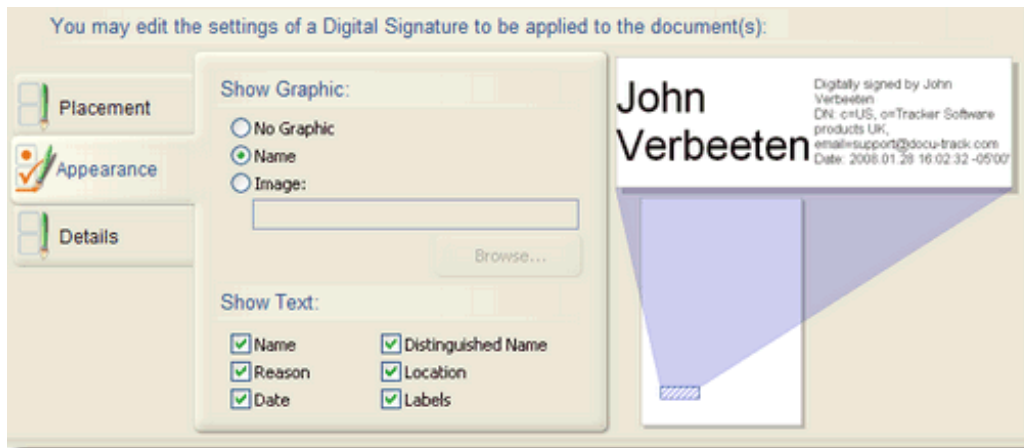 You may edit the settings of a Digital Signature to be applied to the document(s):
Placement
Appearance
Details
Show Graphic:
No Graphic
Name
Image:
Browse...
Show Text:
Name
Distinguished Name
Reason
Location
Date
Labels
John
Verbeeten
Digitally signed by John
Verbeeten
DN: c=US, o=Tracker Software
products UK,
email=support@docu-track.com
Date: 2008.01.28 16:02:32 -05'00'